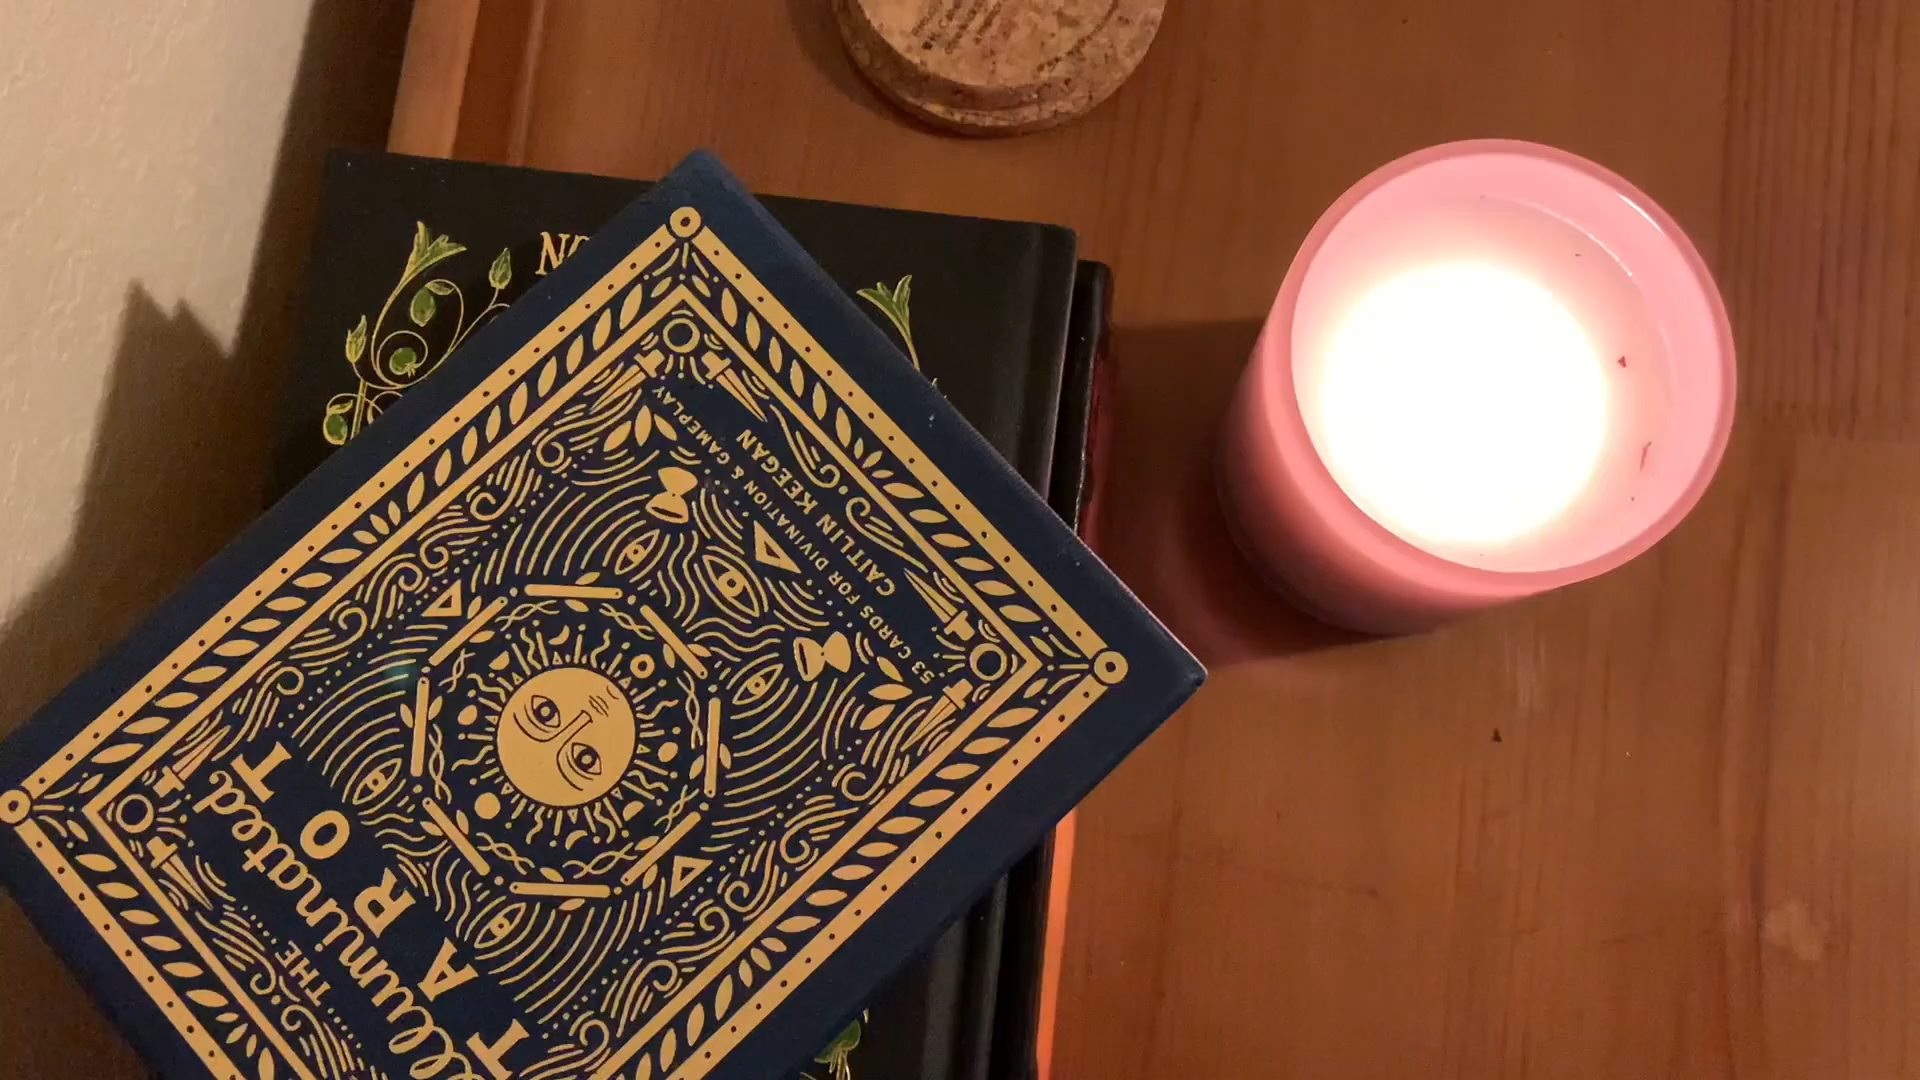 THE
Illuminated
TAROT
53 CARDS FOR DIVINATION & GAMEPLAY
CAITLIN KEEGAN